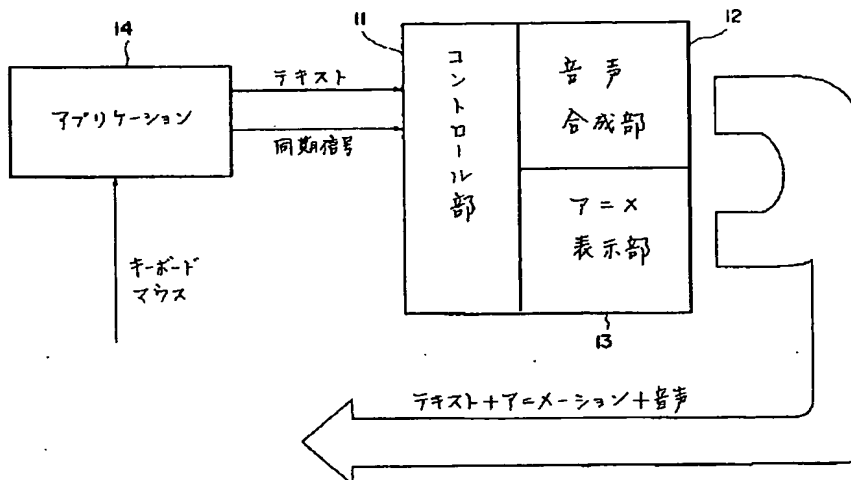 14
アプリケーション
テキスト
同期信号
キーボード
マウス
11
コントロール部
12
音声
合成部
アニメ
表示部
13
テキスト+アニメーション+音声